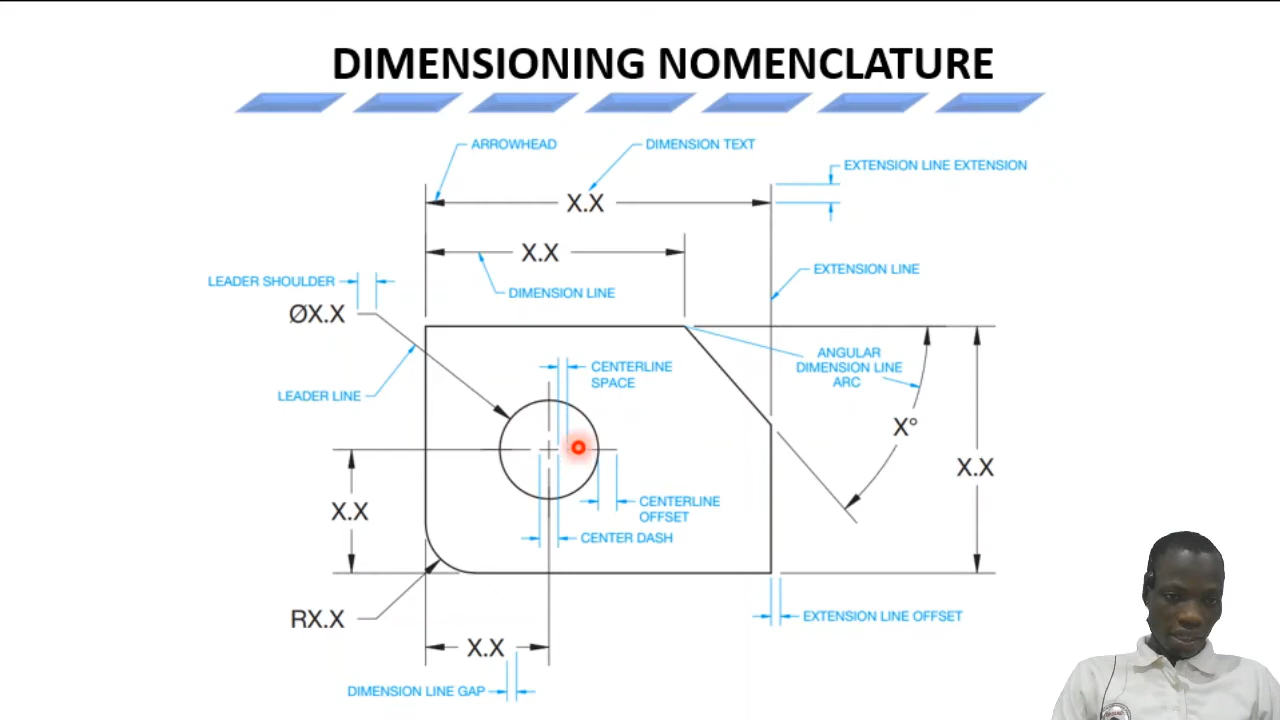 DIMENSIONING NOMENCLATURE
ARROWHEAD
DIMENSION TEXT
EXTENSION LINE EXTENSION
X.X
X.X
EXTENSION LINE
LEADER SHOULDER
DIMENSION LINE
ØX.X
ANGULAR
DIMENSION LINE
ARC
CENTERLINE
SPACE
LEADER LINE
X°
X.X
X.X
CENTERLINE
OFFSET
CENTER DASH
RX.X
EXTENSION LINE OFFSET
X.X
DIMENSION LINE GAP